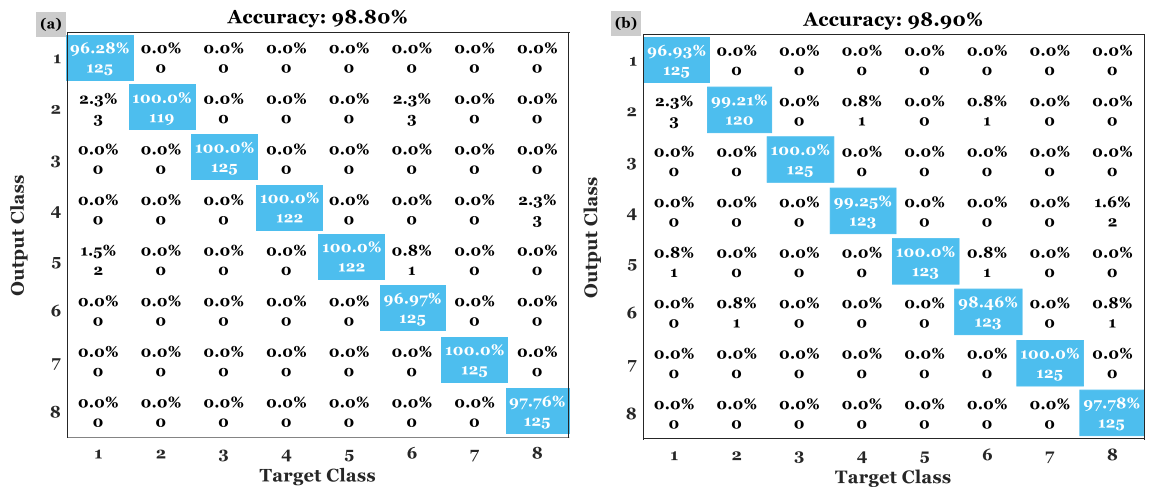 (a)
Accuracy: 98.80%
1
96.28% 0.0% 0.0% 0.0% 0.0% 0.0% 0.0% 0.0%
125 0 0 0 0 0 0 0
2
2.3% 100.0% 0.0% 0.0% 0.0% 2.3% 0.0% 0.0%
3 119 0 0 0 3 0 0
3
0.0% 0.0% 100.0% 0.0% 0.0% 0.0% 0.0% 0.0%
0 0 125 0 0 0 0 0
4
0.0% 0.0% 0.0% 100.0% 0.0% 0.0% 0.0% 2.3%
0 0 0 122 0 0 0 3
5
1.5% 0.0% 0.0% 0.0% 100.0% 0.8% 0.0% 0.0%
2 0 0 0 122 1 0 0
6
0.0% 0.0% 0.0% 0.0% 0.0% 96.97% 0.0% 0.0%
0 0 0 0 0 125 0 0
7
0.0% 0.0% 0.0% 0.0% 0.0% 0.0% 100.0% 0.0%
0 0 0 0 0 0 125 0
8
0.0% 0.0% 0.0% 0.0% 0.0% 0.0% 0.0% 97.76%
0 0 0 0 0 0 0 125
1 2 3 4 5 6 7 8
Target Class
Output Class
(b)
Accuracy: 98.90%
1
96.93% 0.0% 0.0% 0.0% 0.0% 0.0% 0.0% 0.0%
125 0 0 0 0 0 0 0
2
2.3% 99.21% 0.0% 0.8% 0.0% 0.8% 0.0% 0.0%
3 120 0 1 0 1 0 0
3
0.0% 0.0% 100.0% 0.0% 0.0% 0.0% 0.0% 0.0%
0 0 125 0 0 0 0 0
4
0.0% 0.0% 0.0% 99.25% 0.0% 0.0% 0.0% 1.6%
0 0 0 123 0 0 0 2
5
0.8% 0.0% 0.0% 0.0% 100.0% 0.8% 0.0% 0.0%
1 0 0 0 123 1 0 0
6
0.0% 0.8% 0.0% 0.0% 0.0% 98.46% 0.0% 0.8%
0 1 0 0 0 123 0 1
7
0.0% 0.0% 0.0% 0.0% 0.0% 0.0% 100.0% 0.0%
0 0 0 0 0 0 125 0
8
0.0% 0.0% 0.0% 0.0% 0.0% 0.0% 0.0% 97.78%
0 0 0 0 0 0 0 125
1 2 3 4 5 6 7 8
Target Class
Output Class